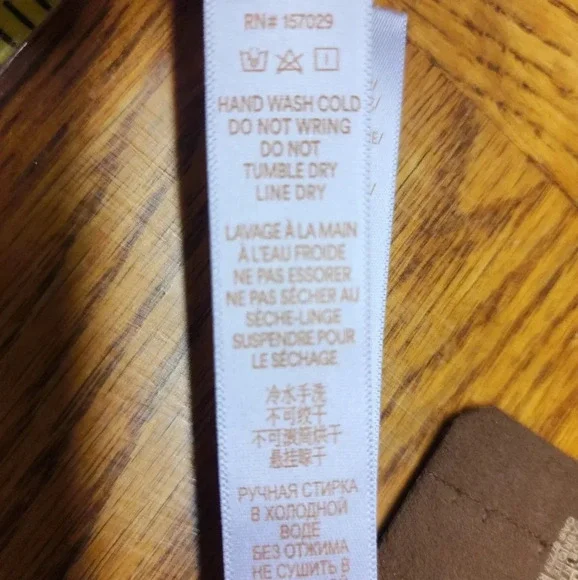 RN# 157029
HAND WASH COLD
DO NOT WRING
DO NOT
TUMBLE DRY
LINE DRY
LAVAGE À LA MAIN
À L'EAU FROIDE
NE PAS ESSORER
NE PAS SÉCHER AU
SÈCHE-LINGE
SUSPENDRE POUR
LE SÉCHAGE
冷水手洗
不可绞干
不可滚筒烘干
悬挂晾干
РУЧНАЯ СТИРКА
В ХОЛОДНОЙ
ВОДЕ
БЕЗ ОТЖИМА
НЕ СУШИТЬ В